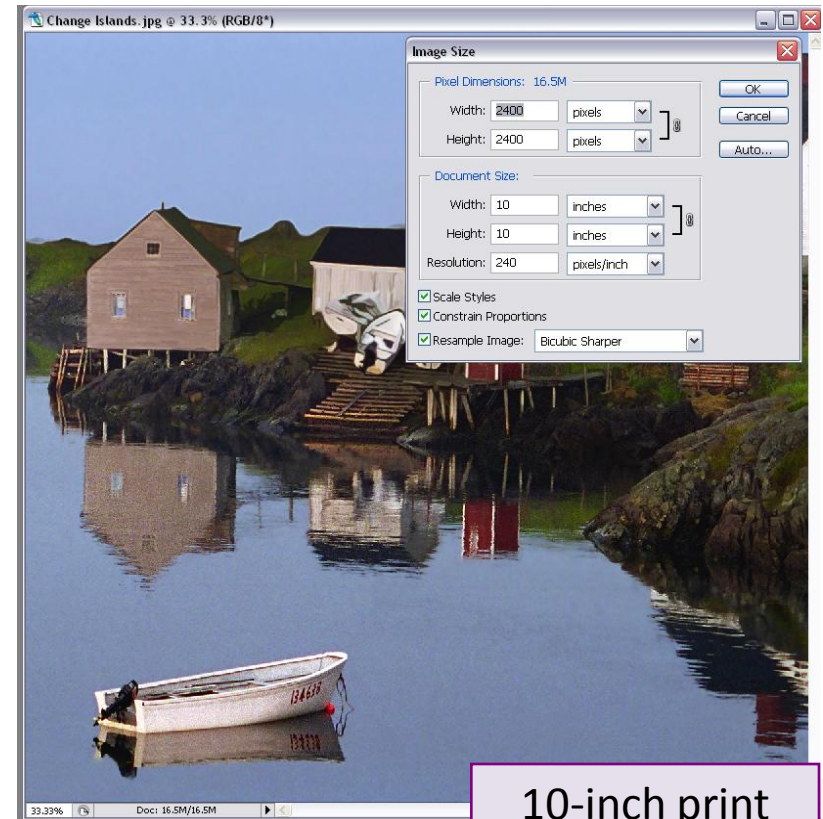 Change Islands.jpg @ 33.3% (RGB/8*)
Image Size
Pixel Dimensions: 16.5M
Width: 2400 pixels
Height: 2400 pixels
OK
Cancel
Auto...
Document Size:
Width: 10 inches
Height: 10 inches
Resolution: 240 pixels/inch
Scale Styles
Constrain Proportions
Resample Image: Bicubic Sharper
134638
33.33% Doc: 16.5M/16.5M
10-inch print